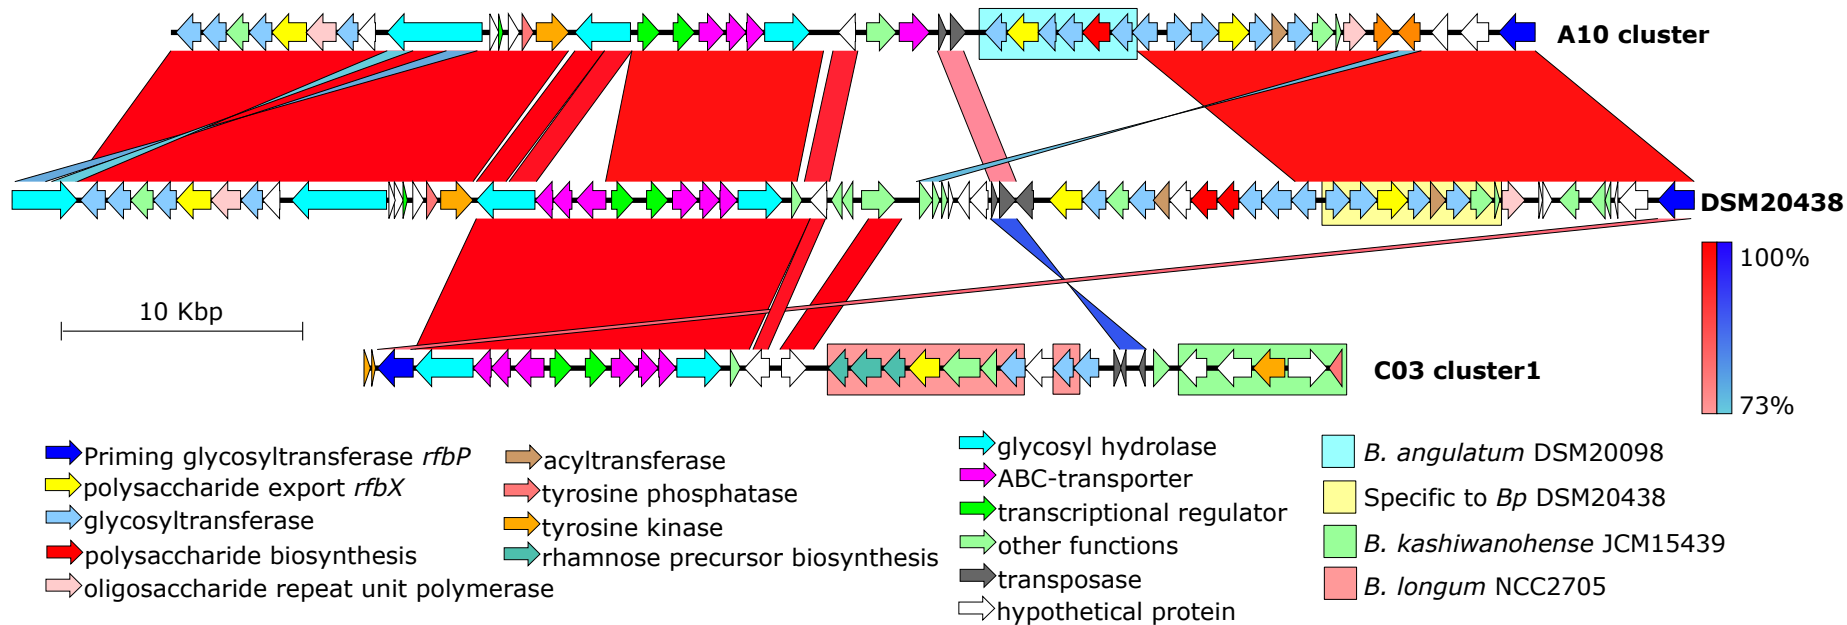 A10 cluster
DSM20438
100%
10 Kbp
C03 cluster1
73%
Priming glycosyltransferase rfbP
polysaccharide export rfbX
glycosyltransferase
polysaccharide biosynthesis
oligosaccharide repeat unit polymerase
acyltransferase
tyrosine phosphatase
tyrosine kinase
rhamnose precursor biosynthesis
glycosyl hydrolase
ABC-transporter
transcriptional regulator
other functions
transposase
hypothetical protein
B. angulatum DSM20098
Specific to Bp DSM20438
B. kashiwanohense JCM15439
B. longum NCC2705